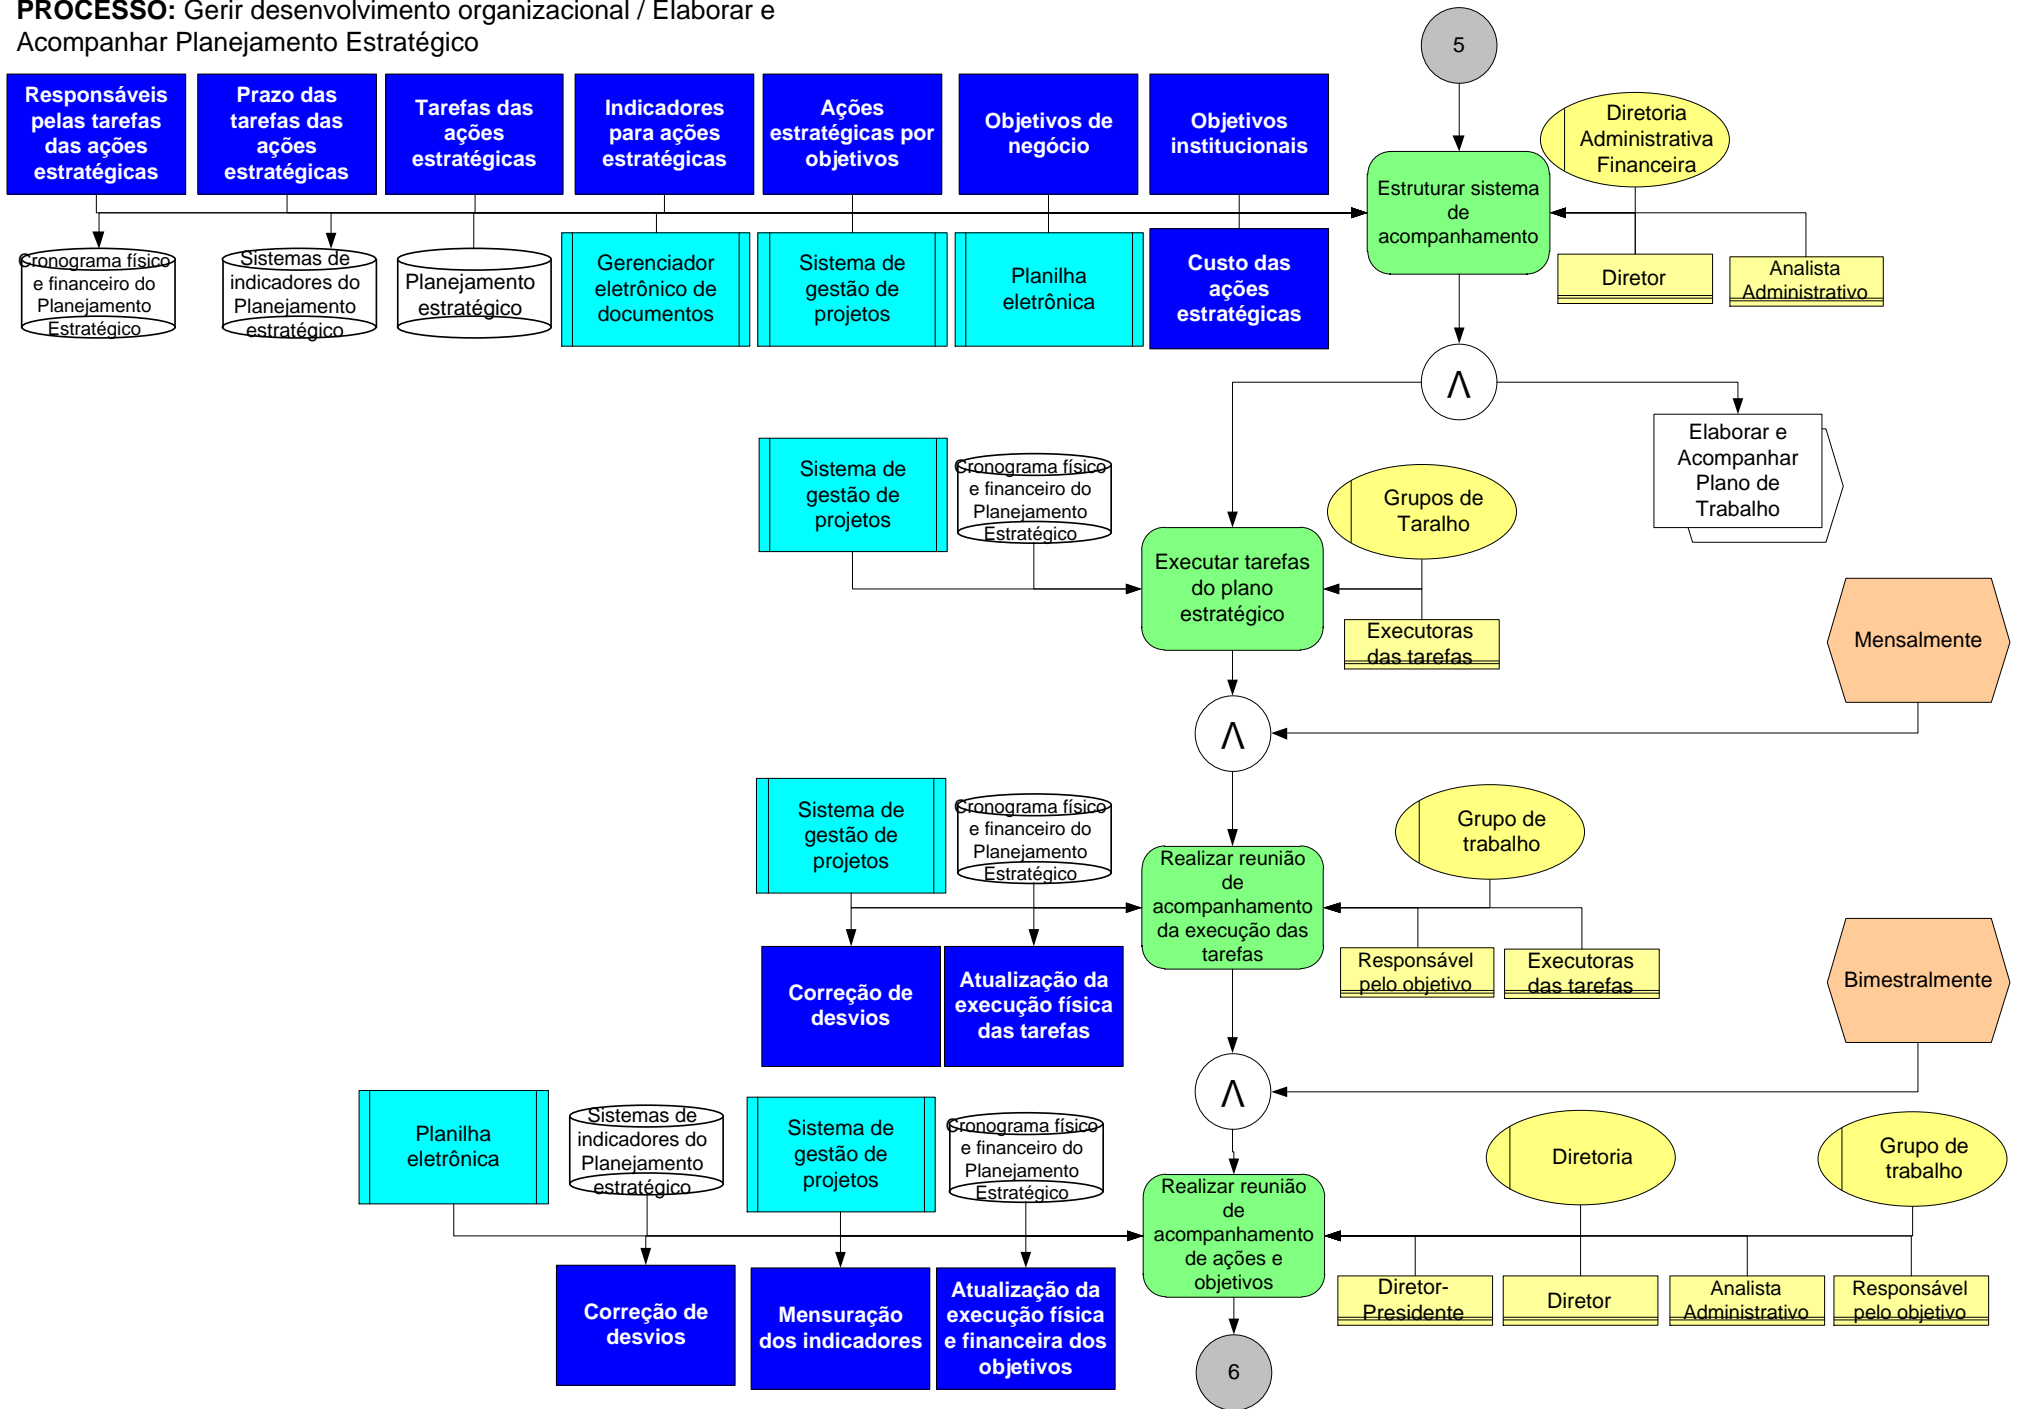 PROCESSO: Gerir desenvolvimento organizacional / Elaborar e
Acompanhar Planejamento Estratégico
5
Responsáveis
pelas tarefas
das ações
estratégicas
Prazo das
tarefas das
ações
estratégicas
Tarefas das
ações
estratégicas
Indicadores
para ações
estratégicas
Ações
estratégicas por
objetivos
Objetivos de
negócio
Objetivos
institucionais
Diretoria
Administrativa
Financeira
Estruturar sistema
de
acompanhamento
Cronograma físico
e financeiro do
Planejamento
Estratégico
Sistemas de
indicadores do
Planejamento
estratégico
Planejamento
estratégico
Gerenciador
eletrônico de
documentos
Sistema de
gestão de
projetos
Planilha
eletrônica
Custo das
ações
estratégicas
Diretor
Analista
Administrativo
Λ
Elaborar e
Acompanhar
Plano de
Trabalho
Sistema de
gestão de
projetos
Cronograma físico
e financeiro do
Planejamento
Estratégico
Grupos de
Taralho
Executar tarefas
do plano
estratégico
Executoras
das tarefas
Mensalmente
Λ
Sistema de
gestão de
projetos
Cronograma físico
e financeiro do
Planejamento
Estratégico
Grupo de
trabalho
Realizar reunião
de
acompanhamento
da execução das
tarefas
Correção de
desvios
Atualização da
execução física
das tarefas
Responsável
pelo objetivo
Executoras
das tarefas
Bimestralmente
Λ
Planilha
eletrônica
Sistemas de
indicadores do
Planejamento
estratégico
Sistema de
gestão de
projetos
Cronograma físico
e financeiro do
Planejamento
Estratégico
Diretoria
Grupo de
trabalho
Realizar reunião
de
acompanhamento
de ações e
objetivos
Correção de
desvios
Mensuração
dos indicadores
Atualização da
execução física
e financeira dos
objetivos
Diretor-
Presidente
Diretor
Analista
Administrativo
Responsável
pelo objetivo
6